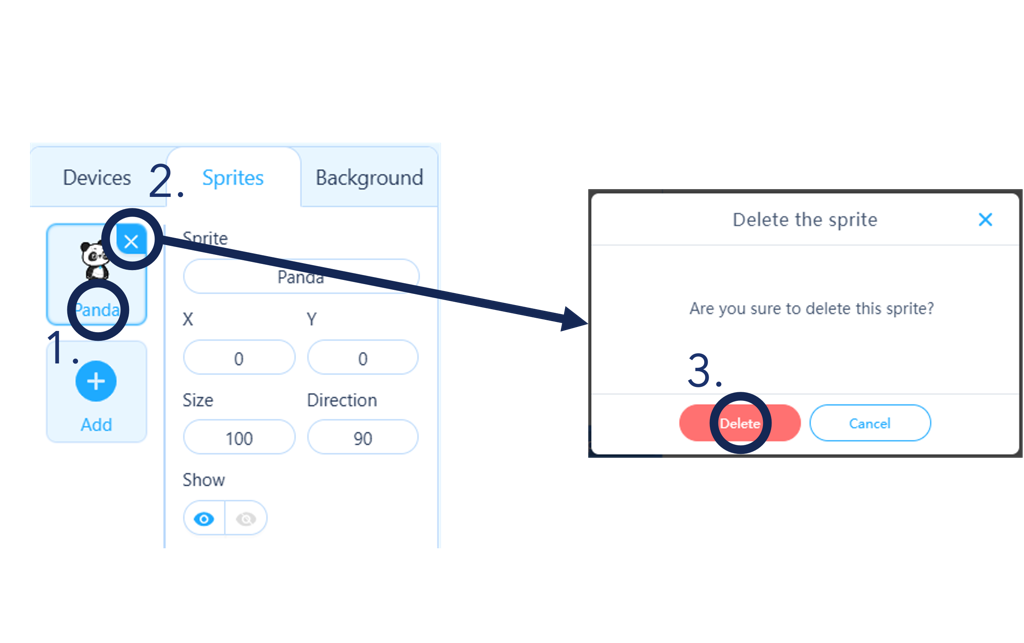 Devices
2.
Sprites
Background
Sprite
Panda
Panda
1.
X
Y
0
0
Add
Size
Direction
100
90
Show
Delete the sprite
Are you sure to delete this sprite?
3.
Delete
Cancel